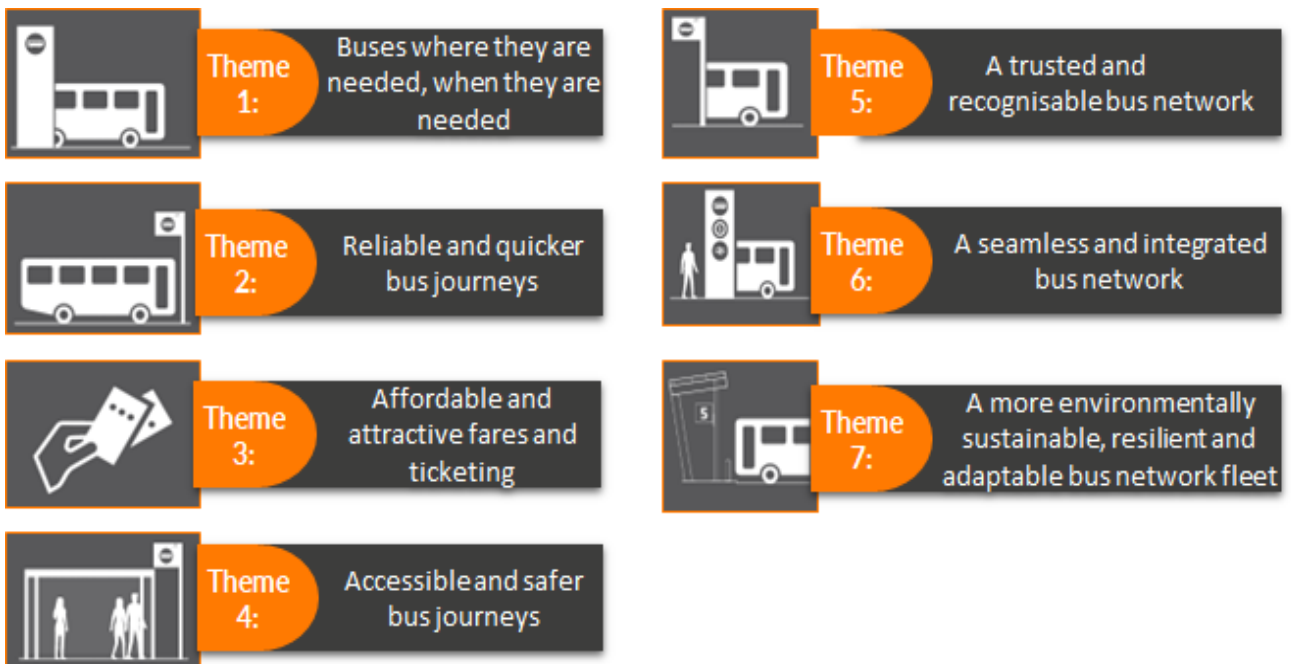 Theme
1:
Buses where they are
needed, when they are
needed
Theme
2:
Reliable and quicker
bus journeys
Theme
3:
Affordable and
attractive fares and
ticketing
Theme
4:
Accessible and safer
bus journeys
Theme
5:
A trusted and
recognisable bus network
Theme
6:
A seamless and integrated
bus network
S
Theme
7:
A more environmentally
sustainable, resilient and
adaptable bus network fleet